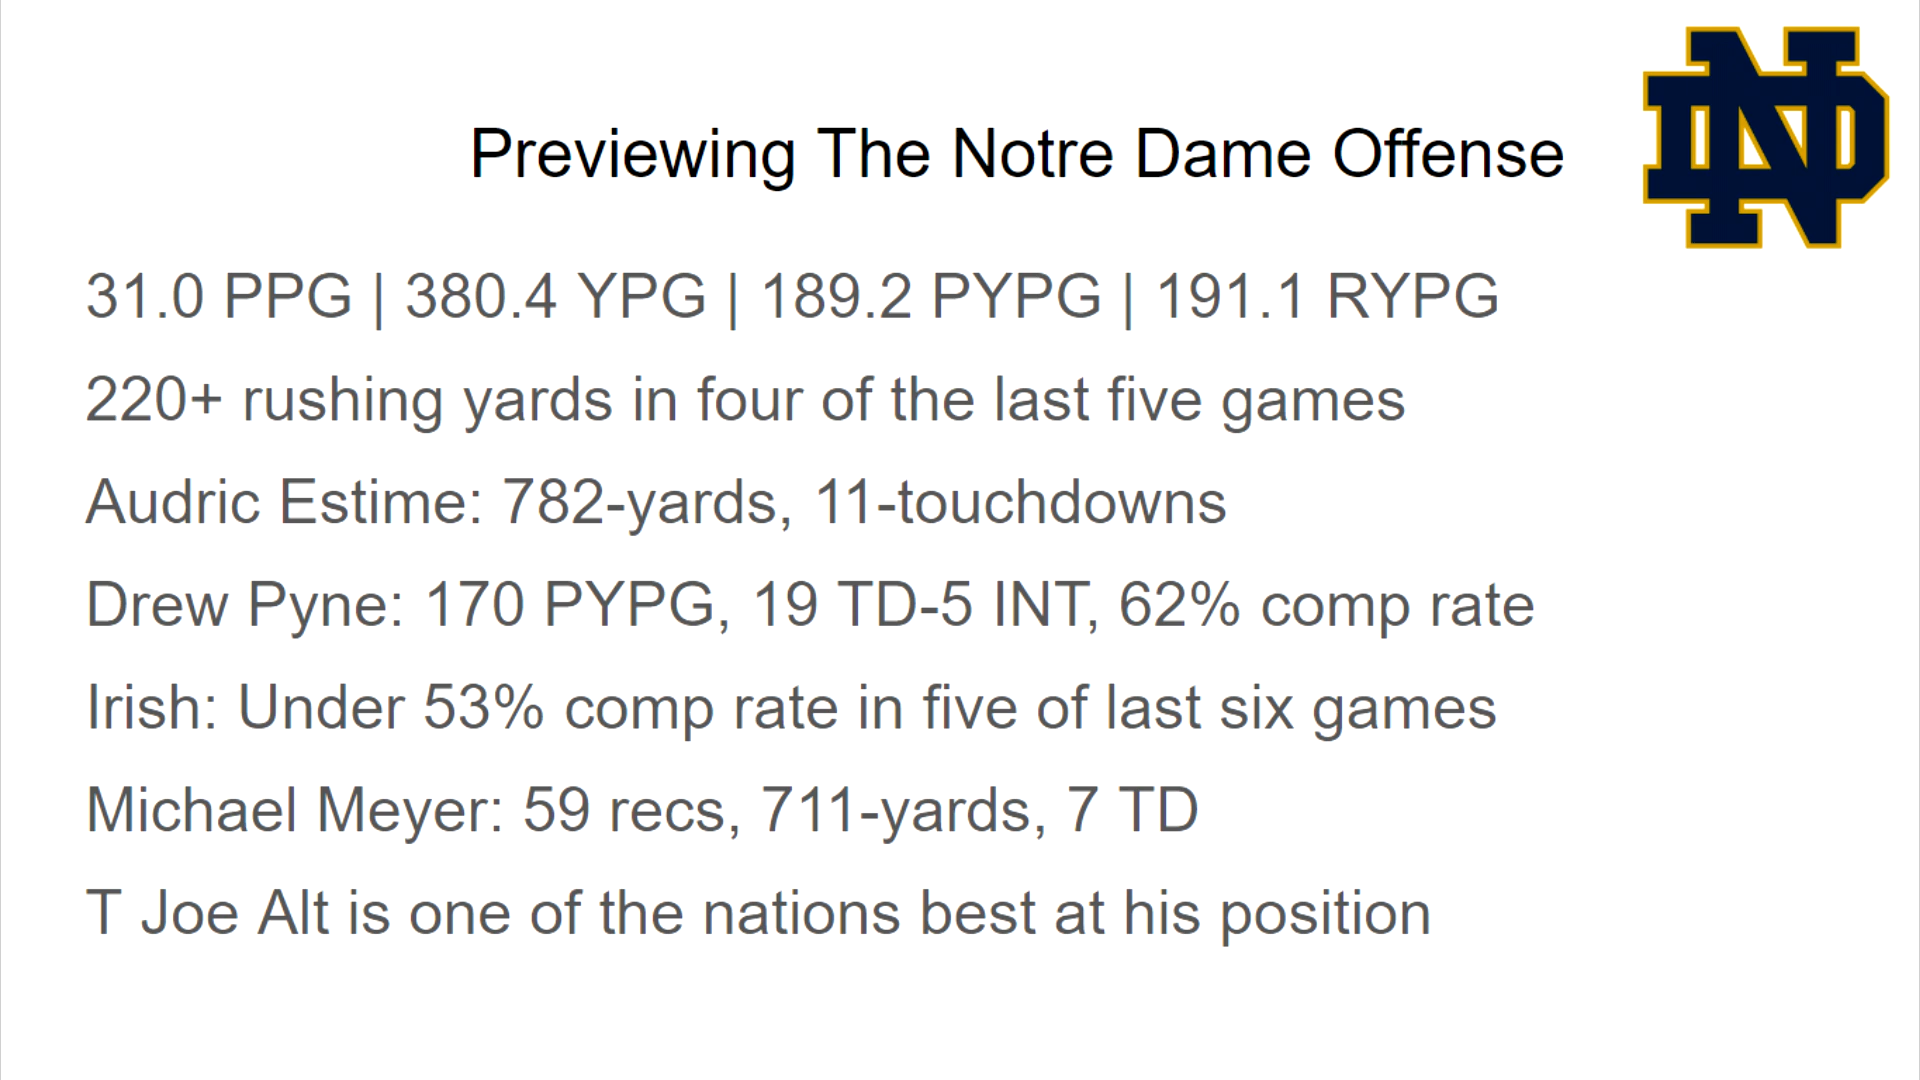 Previewing The Notre Dame Offense
31.0 PPG | 380.4 YPG | 189.2 PYPG | 191.1 RYPG
220+ rushing yards in four of the last five games
Audric Estime: 782-yards, 11-touchdowns
Drew Pyne: 170 PYPG, 19 TD-5 INT, 62% comp rate
Irish: Under 53% comp rate in five of last six games
Michael Meyer: 59 recs, 711-yards, 7 TD
T Joe Alt is one of the nations best at his position
ND